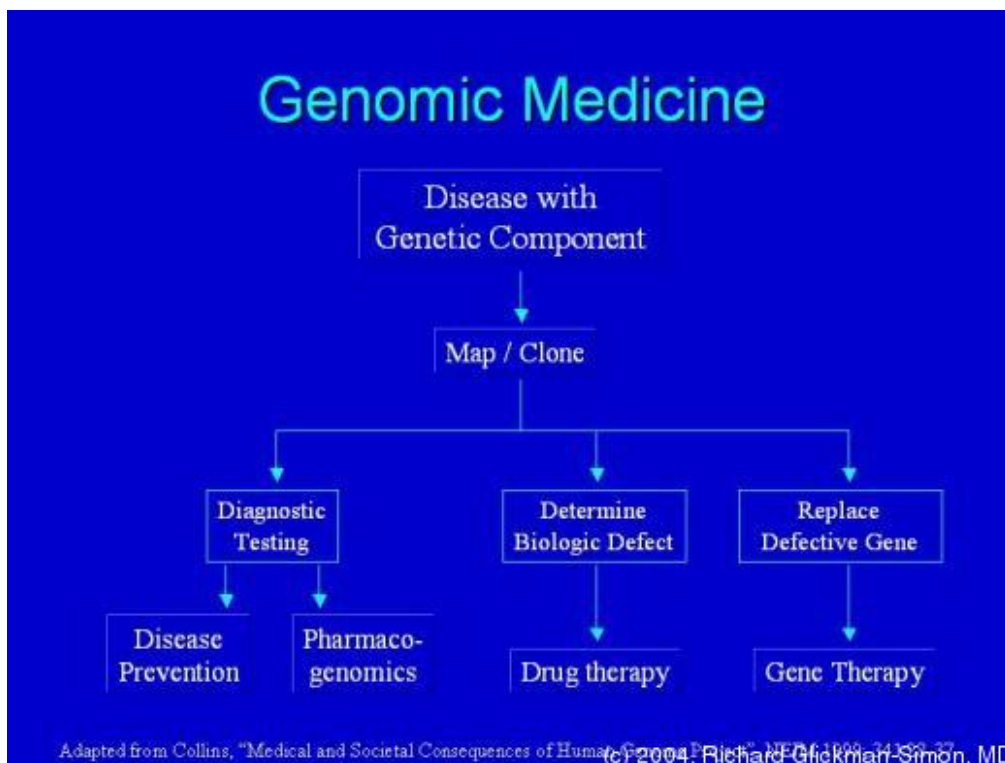 Genomic Medicine
Disease with
Genetic Component
Map / Clone
Diagnostic
Testing
Determine
Biologic Defect
Replace
Defective Gene
Disease
Prevention
Pharmaco-
genomics
Drug therapy
Gene Therapy
Adapted from Collins, "Medical and Societal Consequences of Human
(c) 2004, Richard Glickman-Simon, MD